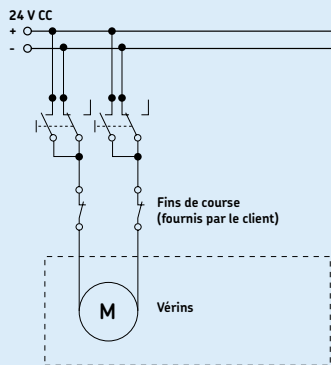 24 V CC
+
-
Fins de course
(fournis par le client)
M
Vérins